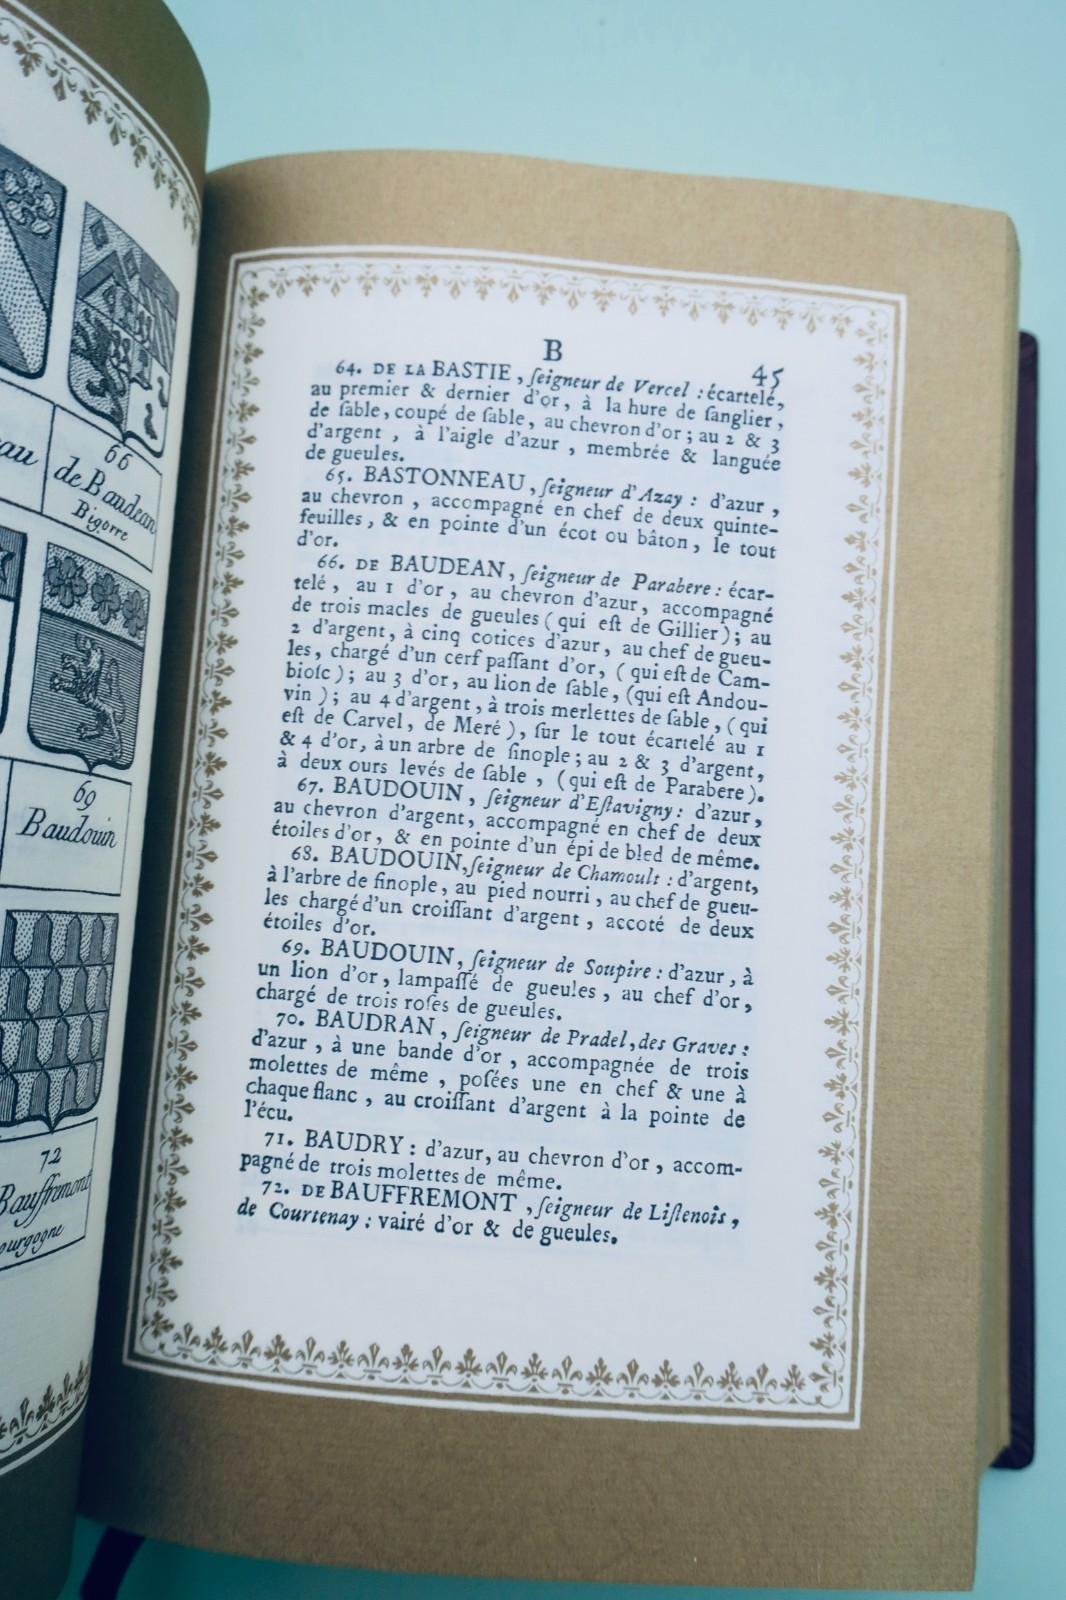 au
66
de Baudean
Bigorre
69
Baudouin
72
Bauffremont
ourgogne
B
45
64. DE LA BASTIE, ſeigneur de Vercel : écartelé,
au premier & dernier d'or, à la hure de ſanglier,
de ſable, coupé de ſable, au chevron d'or ; au 2 & 3
d'argent, à l'aigle d'azur, membrée & languée
de gueules.
65. BASTONNEAU, ſeigneur d'Azay : d'azur,
au chevron, accompagné en chef de deux quinte-
feuilles, & en pointe d'un écot ou bâton, le tout
d'or.
66. DE BAUDEAN, ſeigneur de Parabere : écar-
telé, au 1 d'or, au chevron d'azur, accompagné
de trois macles de gueules (qui eſt de Gillier) ; au
2 d'argent, à cinq cotices d'azur, au chef de gueu-
les, chargé d'un cerf paſſant d'or, (qui eſt de Cam-
bioſc) ; au 3 d'or, au lion de ſable, (qui eſt Andou-
vin) ; au 4 d'argent, à trois merlettes de ſable, (qui
eſt de Carvel, de Meré), ſur le tout écartelé au 1
& 4 d'or, à un arbre de ſinople ; au 2 & 3 d'argent,
à deux ours levés de ſable, (qui eſt de Parabere).
67. BAUDOUIN, ſeigneur d'Eſtavigny : d'azur,
au chevron d'argent, accompagné en chef de deux
étoiles d'or, & en pointe d'un épi de bled de même.
68. BAUDOUIN, ſeigneur de Chamoult : d'argent,
à l'arbre de ſinople, au pied nourri, au chef de gueu-
les chargé d'un croiſſant d'argent, accoté de deux
étoiles d'or.
69. BAUDOUIN, ſeigneur de Soupire : d'azur, à
un lion d'or, lampaſſé de gueules, au chef d'or,
chargé de trois roſes de gueules.
70. BAUDRAN, ſeigneur de Pradel, des Graves :
d'azur, à une bande d'or, accompagnée de trois
molettes de même, poſées une en chef & une à
chaque flanc, au croiſſant d'argent à la pointe de
l'écu.
71. BAUDRY : d'azur, au chevron d'or, accom-
pagné de trois molettes de même.
72. DE BAUFFREMONT, ſeigneur de Liſtenois,
de Courtenay : vairé d'or & de gueules.